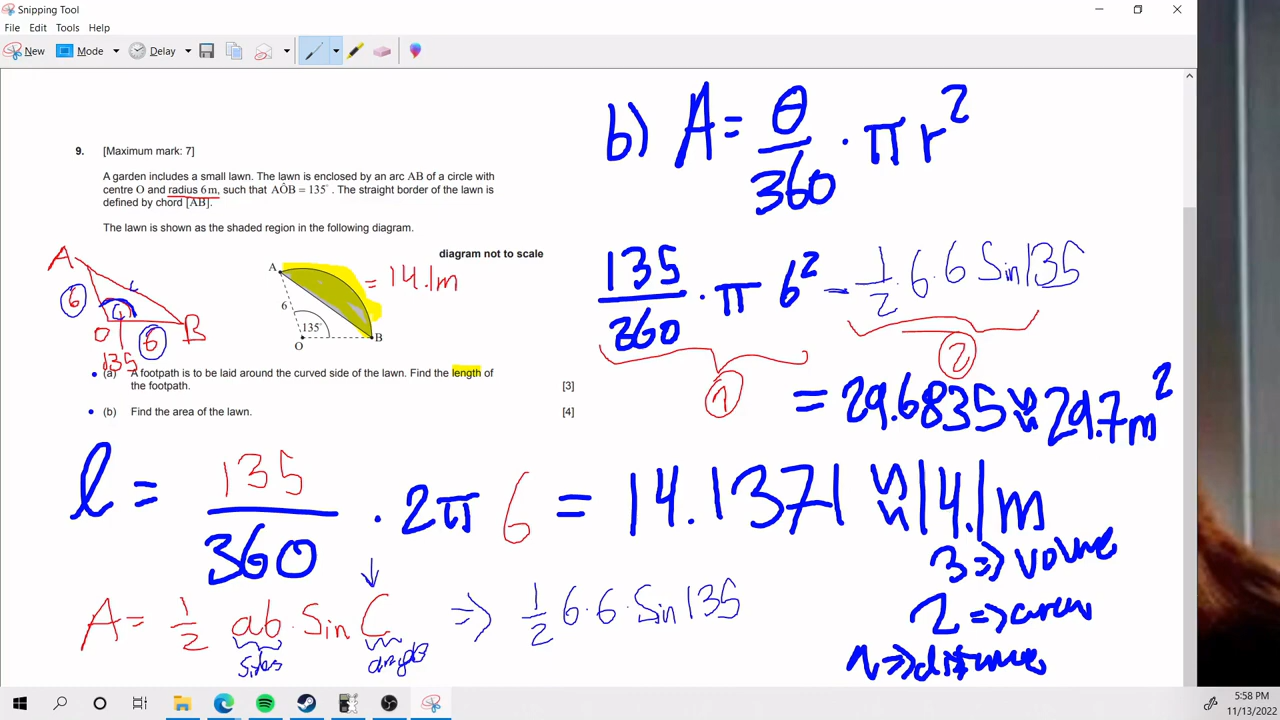 Snipping Tool
File Edit Tools Help
New Mode Delay
9. [Maximum mark: 7]
A garden includes a small lawn. The lawn is enclosed by an arc AB of a circle with
centre O and radius 6 m, such that AÔB = 135°. The straight border of the lawn is
defined by chord [AB].
The lawn is shown as the shaded region in the following diagram.
diagram not to scale
A
6
135°
O
B
= 14.1m
A
c
6
O
6
B
135
(a) A footpath is to be laid around the curved side of the lawn. Find the length of
the footpath. [3]
(b) Find the area of the lawn. [4]
l = 135/360 · 2π 6 = 14.1371 ≈ 14.1m
A = 1/2 ab · Sin C => 1/2 6·6·Sin135
sides angle
b) A = θ/360 · πr²
135/360 · π 6² - 1/2 · 6·6 Sin135
1 2
= 29.6835 ≈ 29.7m²
3 => volume
2 => area
1 => distance
5:58 PM
11/13/2022